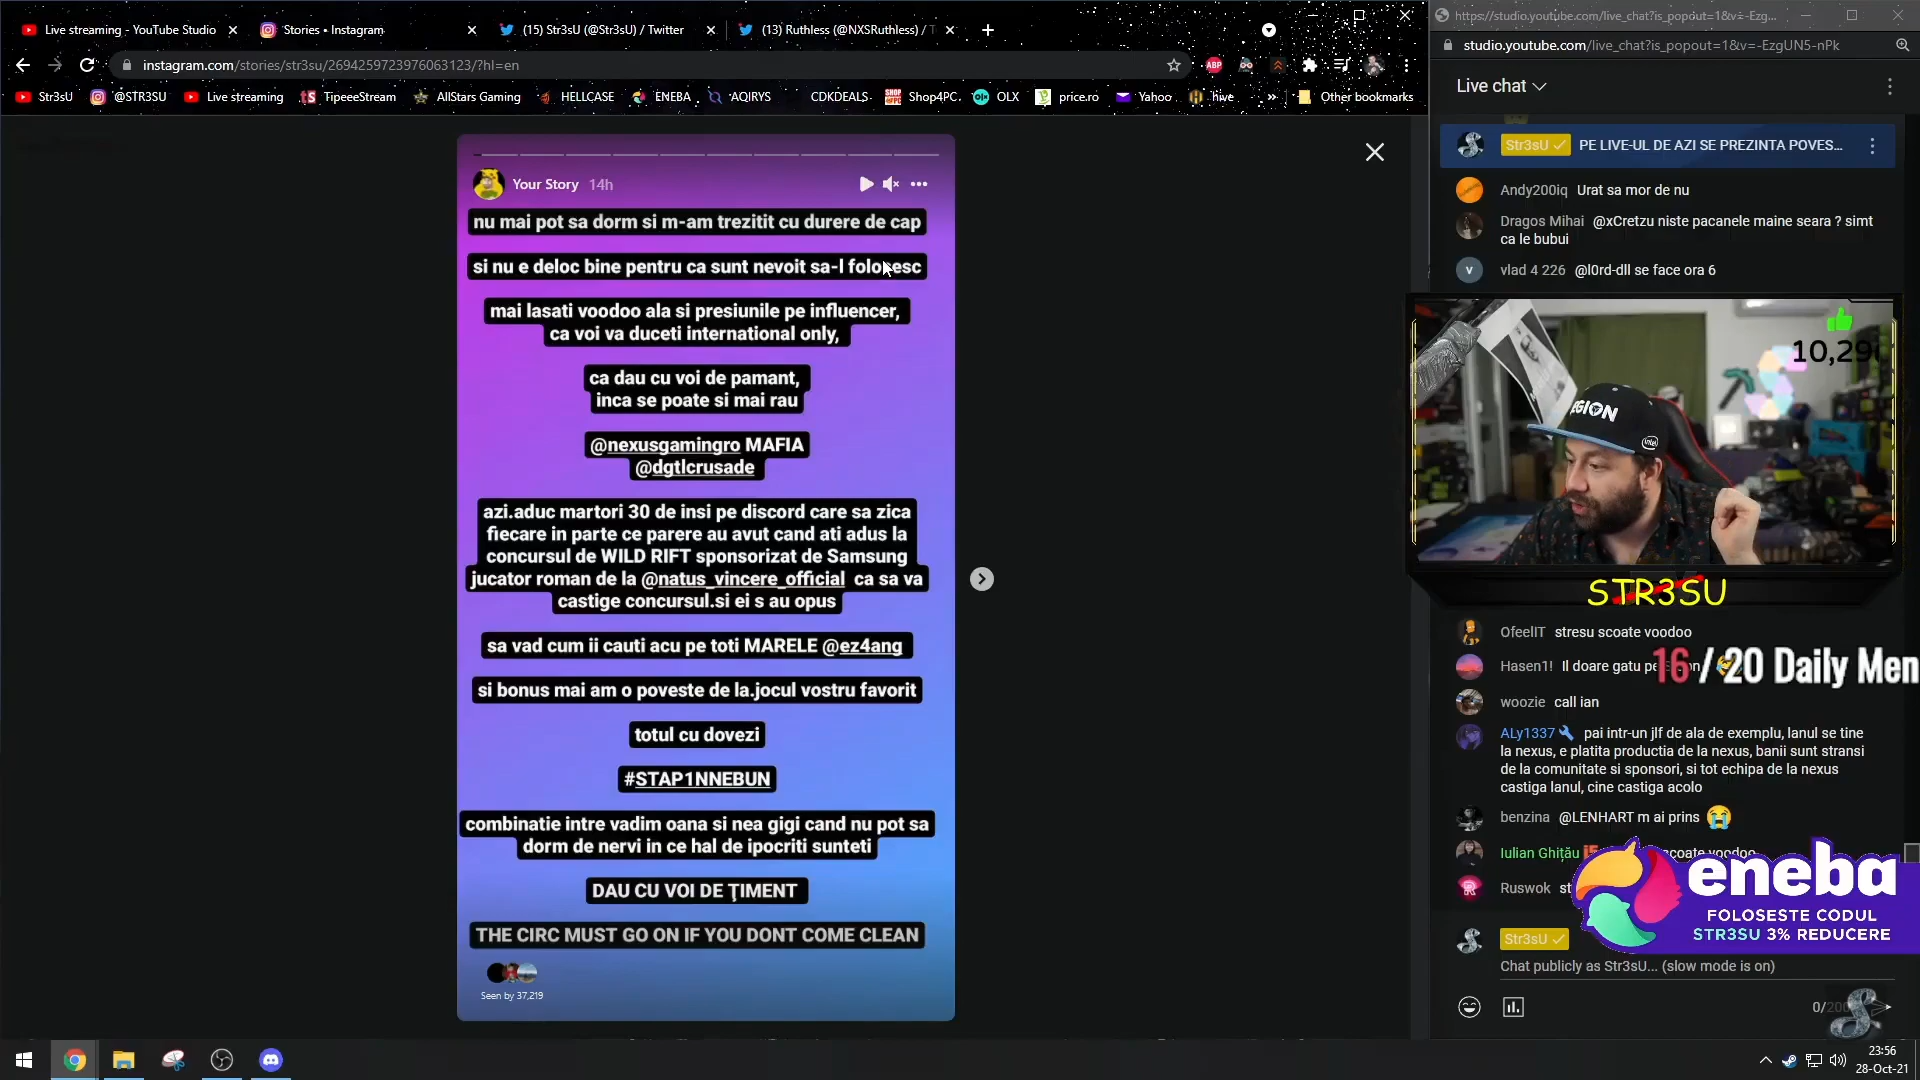 Live streaming - YouTube Studio
Stories • Instagram
(15) Str3sU (@Str3sU) / Twitter
(13) Ruthless (@NXSRuthless) / T
instagram.com/stories/str3su/2694259723976063123/?hl=en
Str3sU
@STR3SU
Live streaming
TipeeeStream
AllStars Gaming
HELLCASE
ENEBA
AQIRYS
CDKDEALS
Shop4PC
OLX
price.ro
Yahoo
hive
»
Other bookmarks
Your Story 14h
nu mai pot sa dorm si m-am trezitit cu durere de cap
si nu e deloc bine pentru ca sunt nevoit sa-l folosesc
mai lasati voodoo ala si presiunile pe influencer,
ca voi va duceti international only,
ca dau cu voi de pamant,
inca se poate si mai rau
@nexusgamingro MAFIA
@dgtlcrusade
azi.aduc martori 30 de insi pe discord care sa zica
fiecare in parte ce parere au avut cand ati adus la
concursul de WILD RIFT sponsorizat de Samsung
jucator roman de la @natus_vincere_official ca sa va
castige concursul.si ei s au opus
sa vad cum ii cauti acu pe toti MARELE @ez4ang
si bonus mai am o poveste de la.jocul vostru favorit
totul cu dovezi
#STAP1NNEBUN
combinatie intre vadim oana si nea gigi cand nu pot sa
dorm de nervi in ce hal de ipocriti sunteti
DAU CU VOI DE ŢIMENT
THE CIRC MUST GO ON IF YOU DONT COME CLEAN
Seen by 37,219
https://studio.youtube.com/live_chat?is_popout=1&v=-Ezg...
studio.youtube.com/live_chat?is_popout=1&v=-EzgUN5-nPk
Live chat
Str3sU PE LIVE-UL DE AZI SE PREZINTA POVES...
Andy200iq Urat sa mor de nu
Dragos Mihai @xCretzu niste pacanele maine seara ? simt
ca le bubui
vlad 4 226 @l0rd-dll se face ora 6
10,29
EGION
intel
STR3SU
OfeelIT stresu scoate voodoo
Hasen1! Il doare gatu pe
16 / 20 Daily Mem
woozie call ian
ALy1337 pai intr-un jlf de ala de exemplu, lanul se tine
la nexus, e platita productia de la nexus, banii sunt stransi
de la comunitate si sponsori, si tot echipa de la nexus
castiga lanul, cine castiga acolo
benzina @LENHART m ai prins
Iulian Ghițău scoate voodoo
Ruswok st
eneba
FOLOSESTE CODUL
STR3SU 3% REDUCERE
Str3sU
Chat publicly as Str3sU... (slow mode is on)
0/200
23:56
28-Oct-21